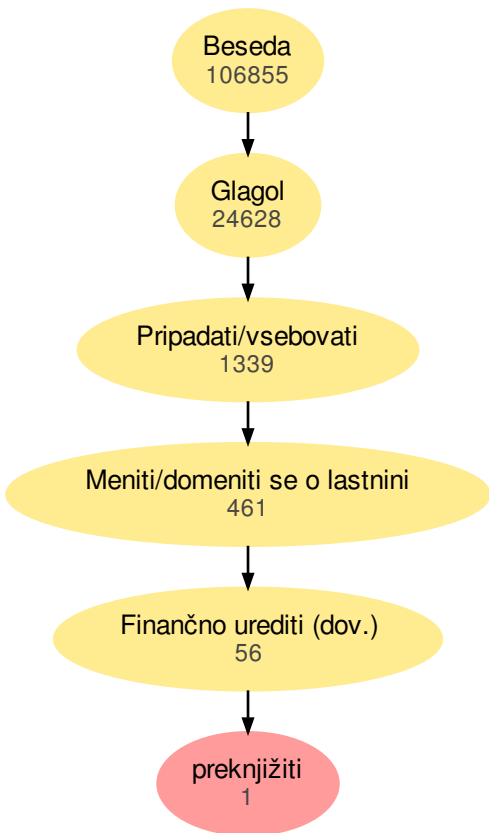 Beseda
106855
Glagol
24628
Pripadati/vsebovati
1339
Meniti/domeniti se o lastnini
461
Finančno urediti (dov.)
56
preknjižiti
1